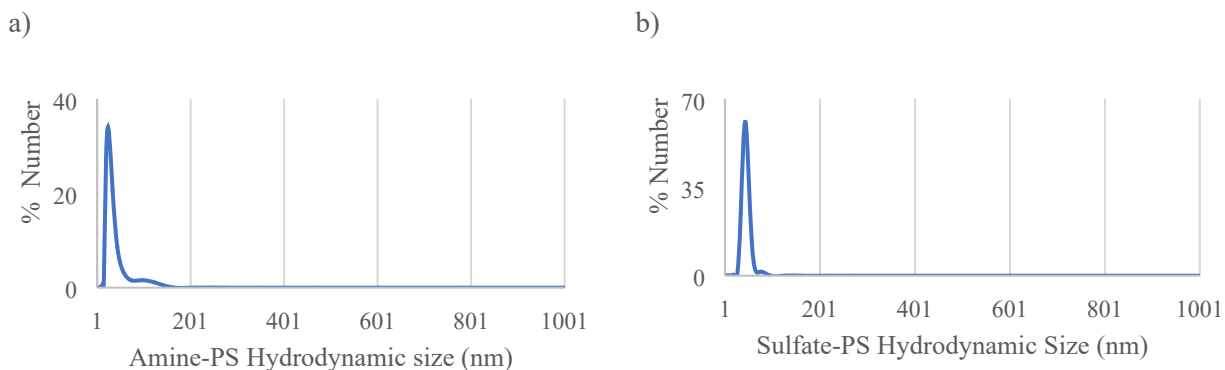 a)
40
20
0
% Number
1 201 401 601 801 1001
Amine-PS Hydrodynamic size (nm)
b)
70
35
0
% Number
1 201 401 601 801 1001
Sulfate-PS Hydrodynamic Size (nm)